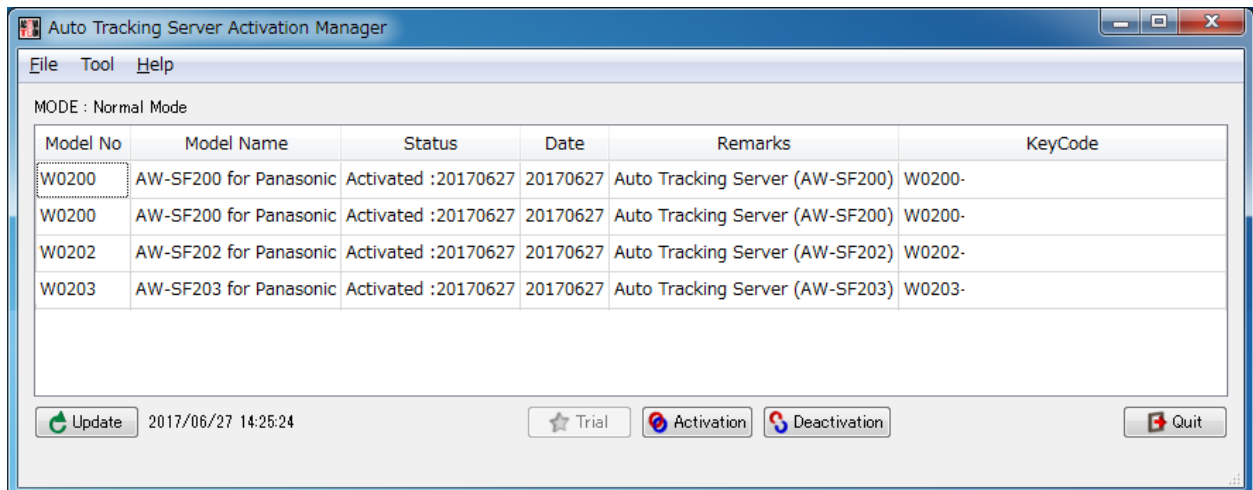 Auto Tracking Server Activation Manager
File Tool Help
MODE : Normal Mode
Model No Model Name Status Date Remarks KeyCode
W0200 AW-SF200 for Panasonic Activated :20170627 20170627 Auto Tracking Server (AW-SF200) W0200-
W0200 AW-SF200 for Panasonic Activated :20170627 20170627 Auto Tracking Server (AW-SF200) W0200-
W0202 AW-SF202 for Panasonic Activated :20170627 20170627 Auto Tracking Server (AW-SF202) W0202-
W0203 AW-SF203 for Panasonic Activated :20170627 20170627 Auto Tracking Server (AW-SF203) W0203-
Update 2017/06/27 14:25:24 Trial Activation Deactivation Quit